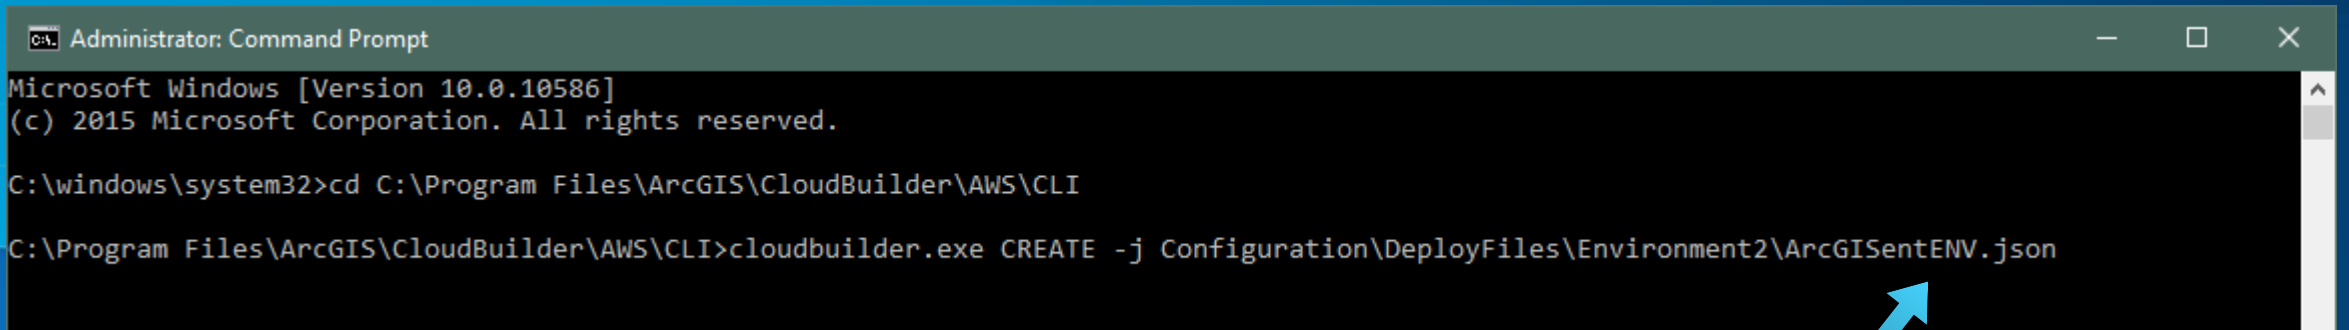 Administrator: Command Prompt
Microsoft Windows [Version 10.0.10586]
(c) 2015 Microsoft Corporation. All rights reserved.
C:\windows\system32>cd C:\Program Files\ArcGIS\CloudBuilder\AWS\CLI
C:\Program Files\ArcGIS\CloudBuilder\AWS\CLI>cloudbuilder.exe CREATE -j Configuration\DeployFiles\Environment2\ArcGISentENV.json